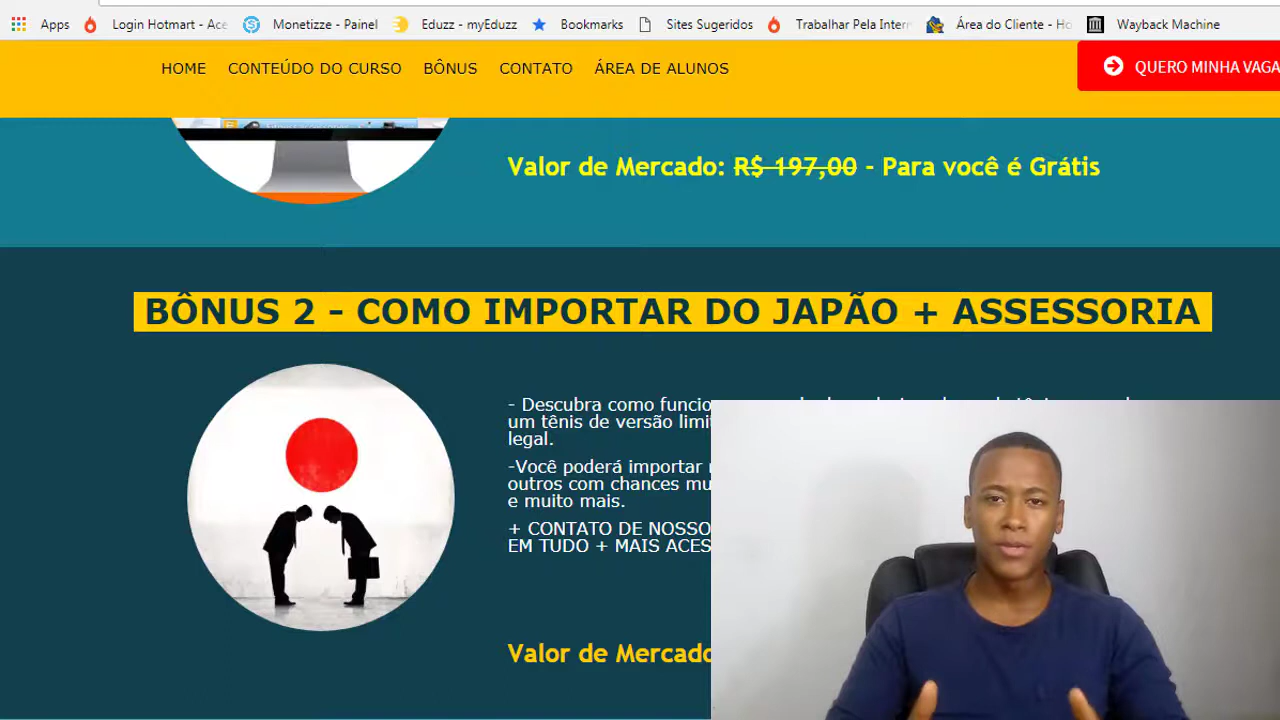 Apps Login Hotmart - Ace Monetizze - Painel Eduzz - myEduzz Bookmarks Sites Sugeridos Trabalhar Pela Intern Área do Cliente - Ho Wayback Machine
HOME CONTEÚDO DO CURSO BÔNUS CONTATO ÁREA DE ALUNOS QUERO MINHA VAGA
Valor de Mercado: R$ 197,00 - Para você é Grátis
BÔNUS 2 - COMO IMPORTAR DO JAPÃO + ASSESSORIA
- Descubra como funcio
um tênis de versão limi
legal.
-Você poderá importar
outros com chances mu
e muito mais.
+ CONTATO DE NOSSO
EM TUDO + MAIS ACES
Valor de Mercado